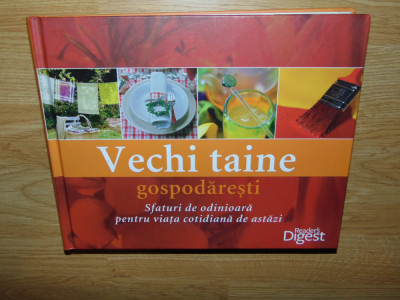 Vechi taine
gospodărești
Sfaturi de odinioară
pentru viața cotidiană de astăzi
Reader's
Digest